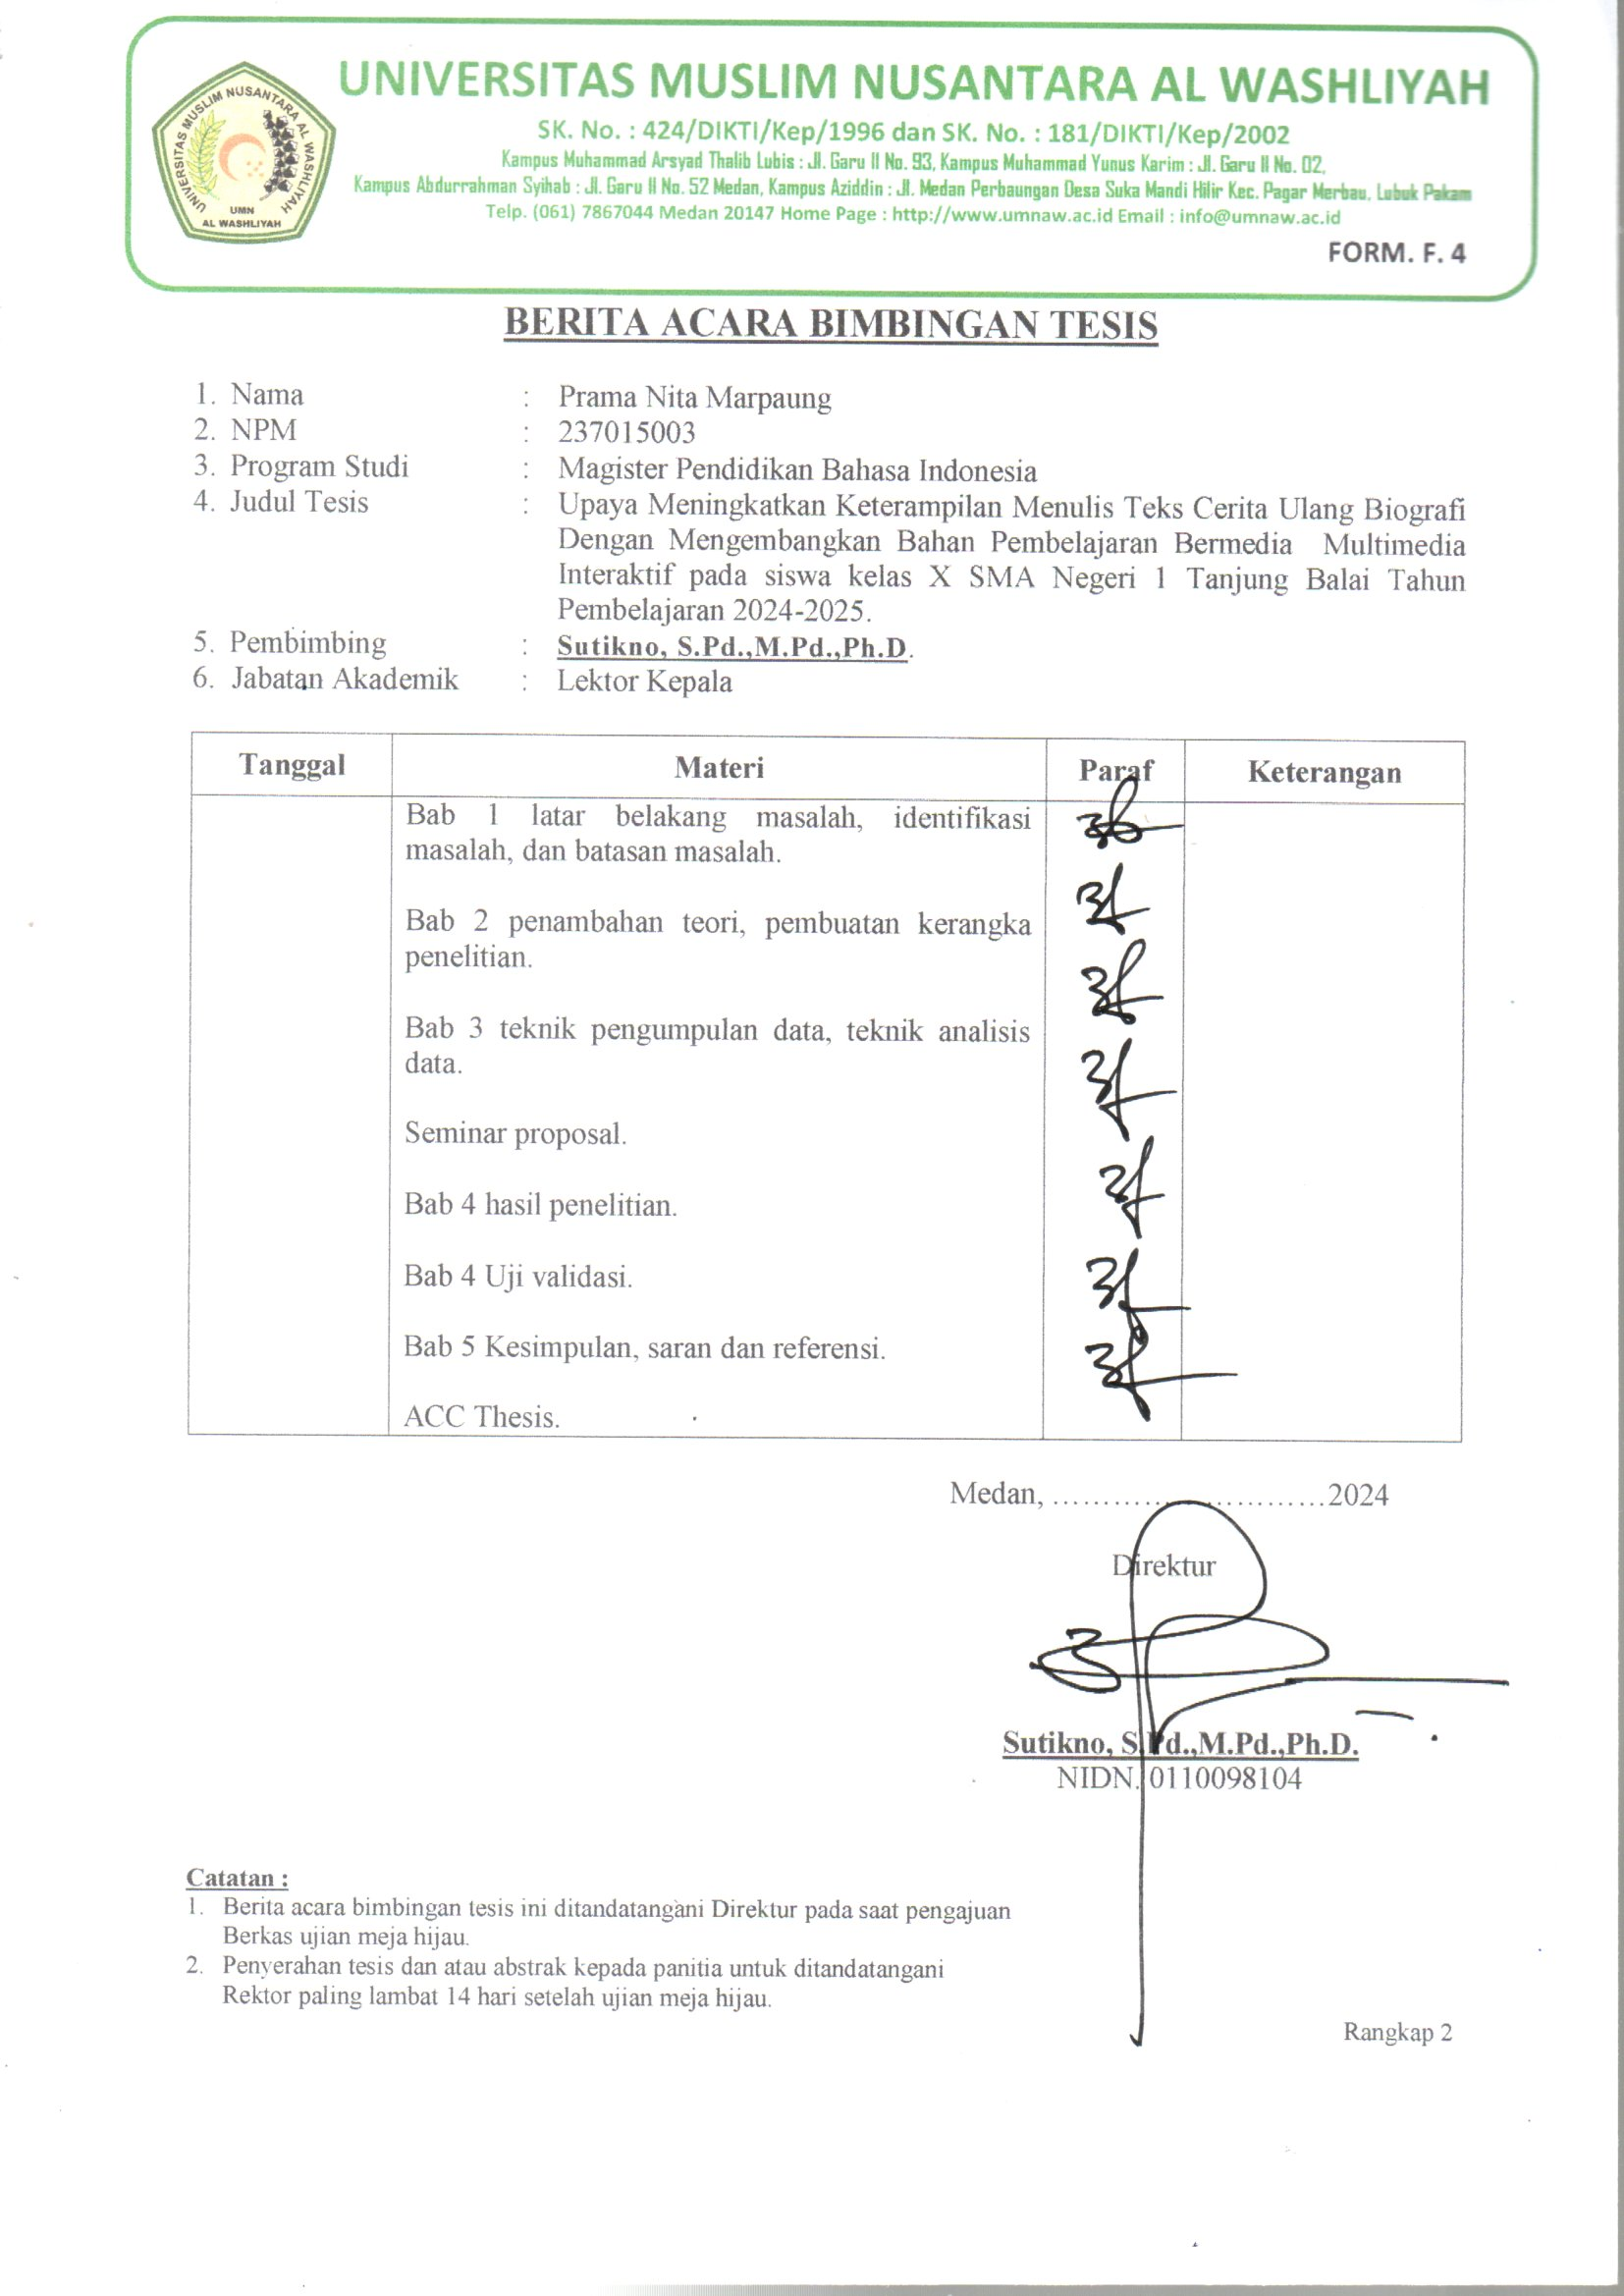 UNIVERSITAS MUSLIM NUSANTARA AL WASHLIYAH
UNIVERSITAS MUSLIM NUSANTARA AL WASHLIYAH
UMN
AL WASHLIYAH
SK. No. : 424/DIKTI/Kep/1996 dan SK. No. : 181/DIKTI/Kep/2002
Kampus Muhammad Arsyad Thalib Lubis : Jl. Garu II No. 93, Kampus Muhammad Yunus Karim : Jl. Garu II No. 02,
Kampus Abdurrahman Syihab : Jl. Garu II No. 52 Medan, Kampus Aziddin : Jl. Medan Perbaungan Desa Suka Mandi Hilir Kec. Pagar Merbau, Lubuk Pakam
Telp. (061) 7867044 Medan 20147 Home Page : http://www.umnaw.ac.id Email : info@umnaw.ac.id
FORM. F. 4
BERITA ACARA BIMBINGAN TESIS
1. Nama : Prama Nita Marpaung
2. NPM : 237015003
3. Program Studi : Magister Pendidikan Bahasa Indonesia
4. Judul Tesis : Upaya Meningkatkan Keterampilan Menulis Teks Cerita Ulang Biografi
Dengan Mengembangkan Bahan Pembelajaran Bermedia Multimedia
Interaktif pada siswa kelas X SMA Negeri 1 Tanjung Balai Tahun
Pembelajaran 2024-2025.
5. Pembimbing : Sutikno, S.Pd.,M.Pd.,Ph.D.
6. Jabatan Akademik : Lektor Kepala
Tanggal Materi Paraf Keterangan
Bab 1 latar belakang masalah, identifikasi
masalah, dan batasan masalah.
Bab 2 penambahan teori, pembuatan kerangka
penelitian.
Bab 3 teknik pengumpulan data, teknik analisis
data.
Seminar proposal.
Bab 4 hasil penelitian.
Bab 4 Uji validasi.
Bab 5 Kesimpulan, saran dan referensi.
ACC Thesis.
Medan, ...........................2024
Direktur
Sutikno, S.Pd.,M.Pd.,Ph.D.
NIDN. 0110098104
Catatan :
1. Berita acara bimbingan tesis ini ditandatangani Direktur pada saat pengajuan
Berkas ujian meja hijau.
2. Penyerahan tesis dan atau abstrak kepada panitia untuk ditandatangani
Rektor paling lambat 14 hari setelah ujian meja hijau.
Rangkap 2